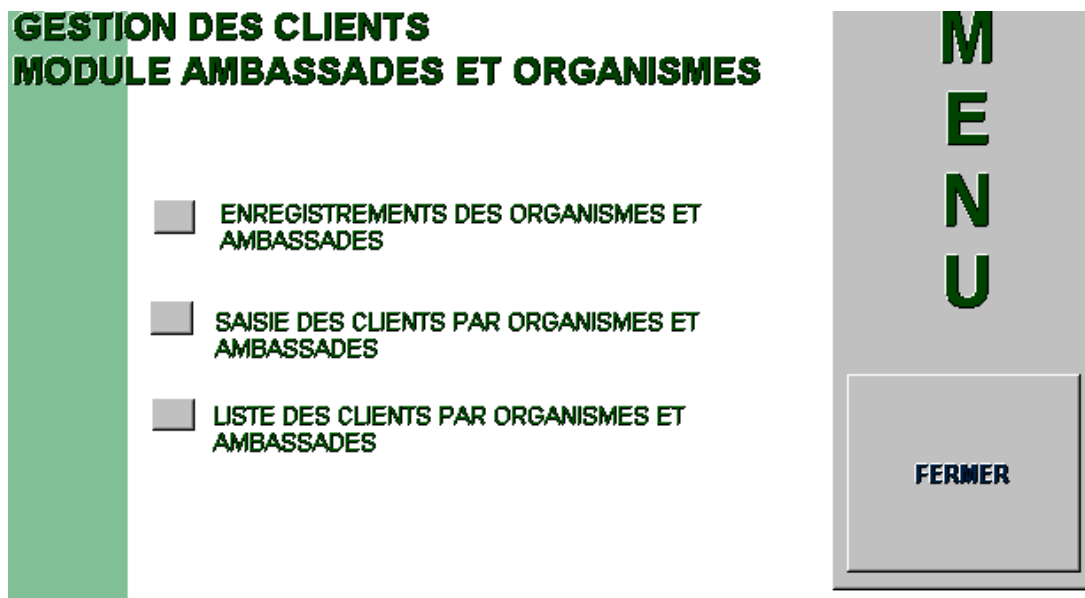 GESTION DES CLIENTS
MODULE AMBASSADES ET ORGANISMES
ENREGISTREMENTS DES ORGANISMES ET
AMBASSADES
SAISIE DES CLIENTS PAR ORGANISMES ET
AMBASSADES
LISTE DES CLIENTS PAR ORGANISMES ET
AMBASSADES
M
E
N
U
FERMER